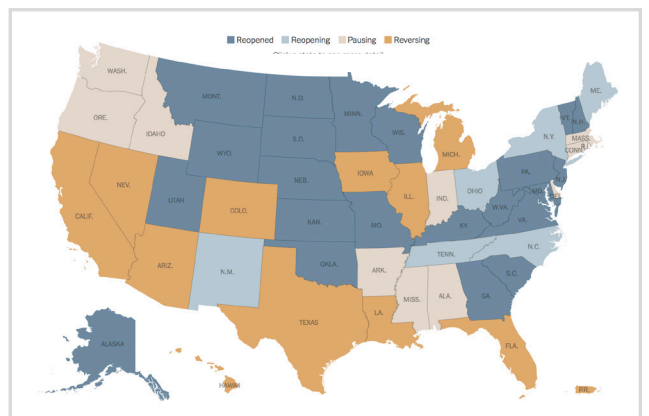 Reopened Reopening Pausing Reversing
WASH.
MONT.
N.D.
MINN.
ME.
ORE.
IDAHO
WIS.
VT.
N.H.
N.Y.
MASS.
R.I.
CONN.
WYO.
S.D.
MICH.
IOWA
PA.
N.J.
NEV.
UTAH
NEB.
ILL.
IND.
OHIO
MD.
CALIF.
COLO.
KAN.
MO.
KY.
W.VA.
VA.
ARIZ.
N.M.
OKLA.
ARK.
TENN.
N.C.
S.C.
TEXAS
LA.
MISS.
ALA.
GA.
FLA.
ALASKA
HAWAII
P.R.